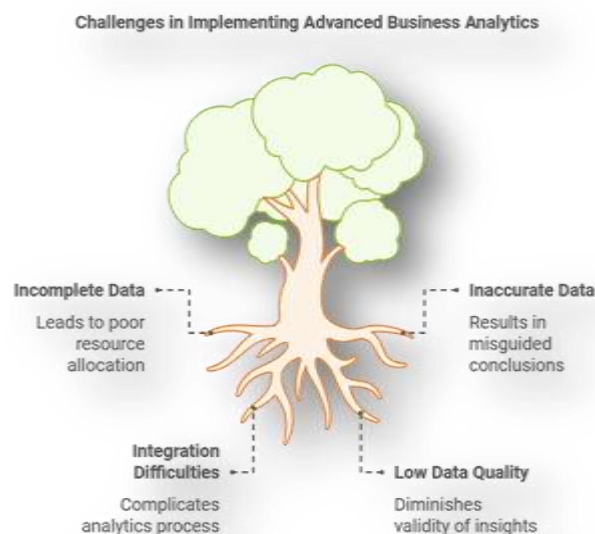 Challenges in Implementing Advanced Business Analytics
Incomplete Data
Leads to poor
resource
allocation
Inaccurate Data
Results in
misguided
conclusions
Integration
Difficulties
Complicates
analytics process
Low Data Quality
Diminishes
validity of insights